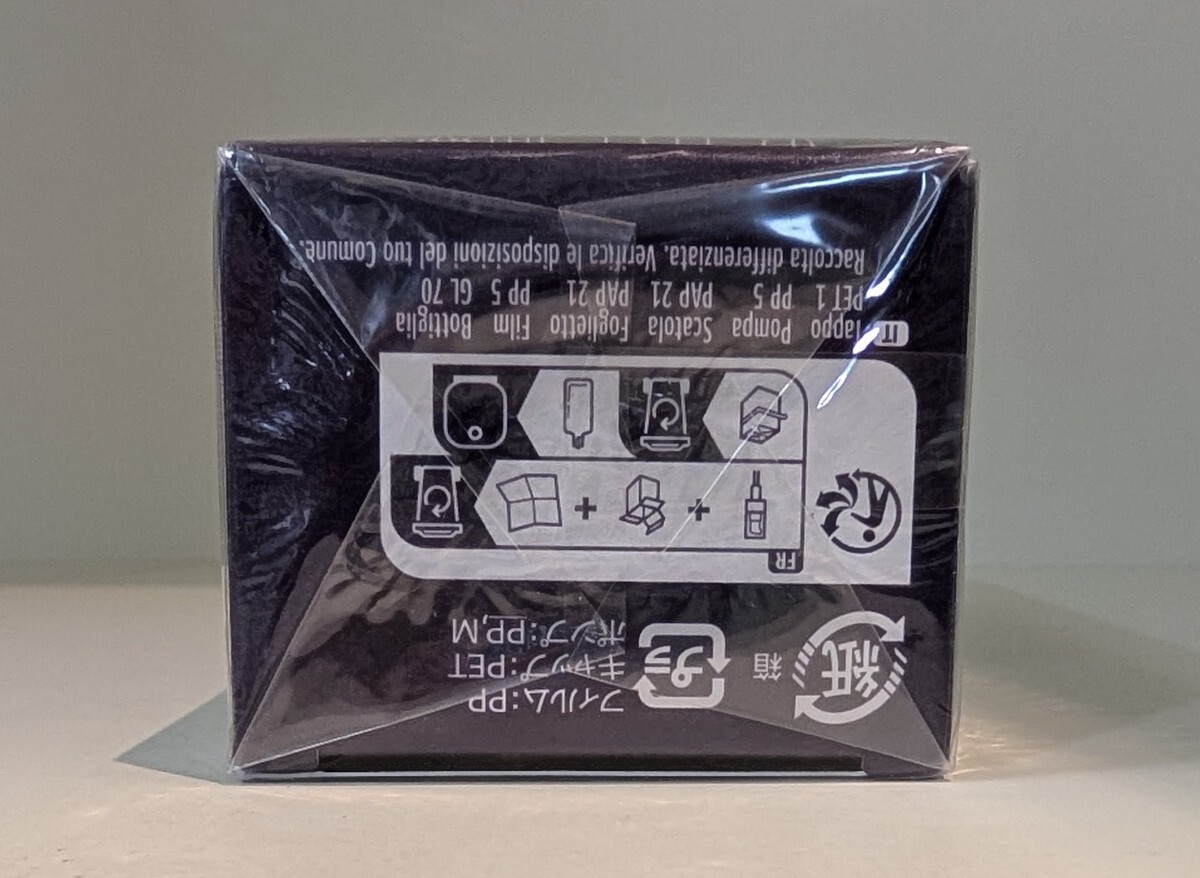 紙
箱
プラ
フィルム:PP
キャップ:PET
ポンプ:PP,M
FR
+ +
IT
Tappo Pompa Scatola Foglietto Film Bottiglia
PET 1 PP 5 PAP 21 PAP 21 PP 5 GL 70
Raccolta differenziata. Verifica le disposizioni del tuo Comune.